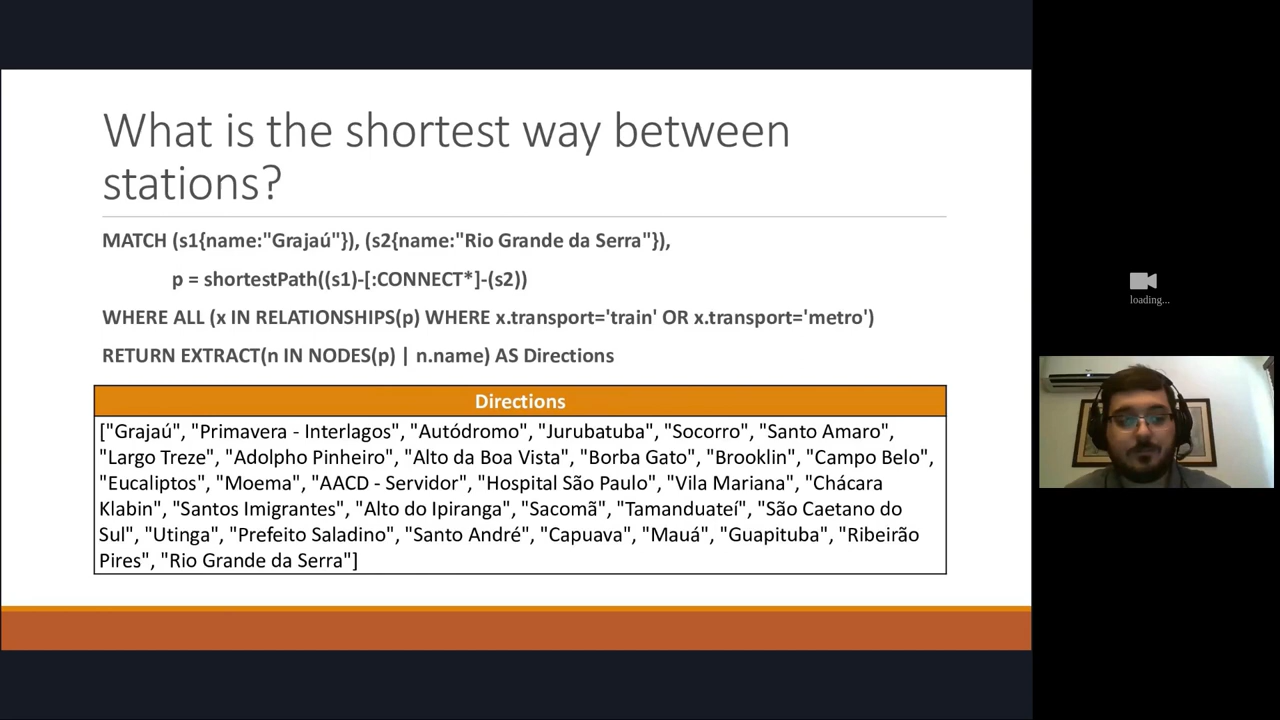 What is the shortest way between
stations?
MATCH (s1{name:"Grajaú"}), (s2{name:"Rio Grande da Serra"}),
p = shortestPath((s1)-[:CONNECT*]-(s2))
WHERE ALL (x IN RELATIONSHIPS(p) WHERE x.transport='train' OR x.transport='metro')
RETURN EXTRACT(n IN NODES(p) | n.name) AS Directions
Directions
["Grajaú", "Primavera - Interlagos", "Autódromo", "Jurubatuba", "Socorro", "Santo Amaro",
"Largo Treze", "Adolpho Pinheiro", "Alto da Boa Vista", "Borba Gato", "Brooklin", "Campo Belo",
"Eucaliptos", "Moema", "AACD - Servidor", "Hospital São Paulo", "Vila Mariana", "Chácara
Klabin", "Santos Imigrantes", "Alto do Ipiranga", "Sacomã", "Tamanduateí", "São Caetano do
Sul", "Utinga", "Prefeito Saladino", "Santo André", "Capuava", "Mauá", "Guapituba", "Ribeirão
Pires", "Rio Grande da Serra"]
loading...